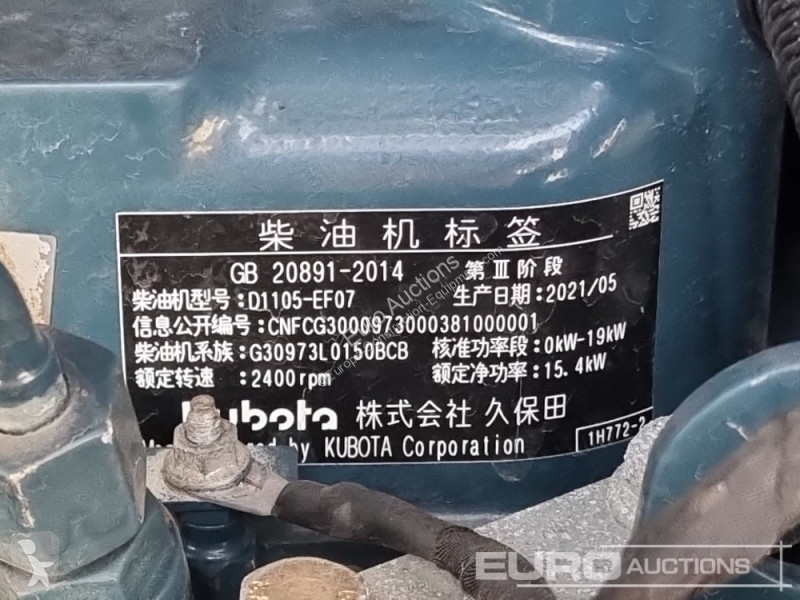 柴油机标签
GB 20891-2014 第Ⅲ阶段
柴油机型号:D1105-EF07 生产日期:2021/05
信息公开编号:CNFCG3000973000381000001
柴油机系族:G30973L0150BCB 核准功率段:0kW-19kW
额定转速:2400rpm 额定净功率:15.4kW
Kubota 株式会社 久保田
by KUBOTA Corporation
1H772-2
Euro Auctions
EURO AUCTIONS